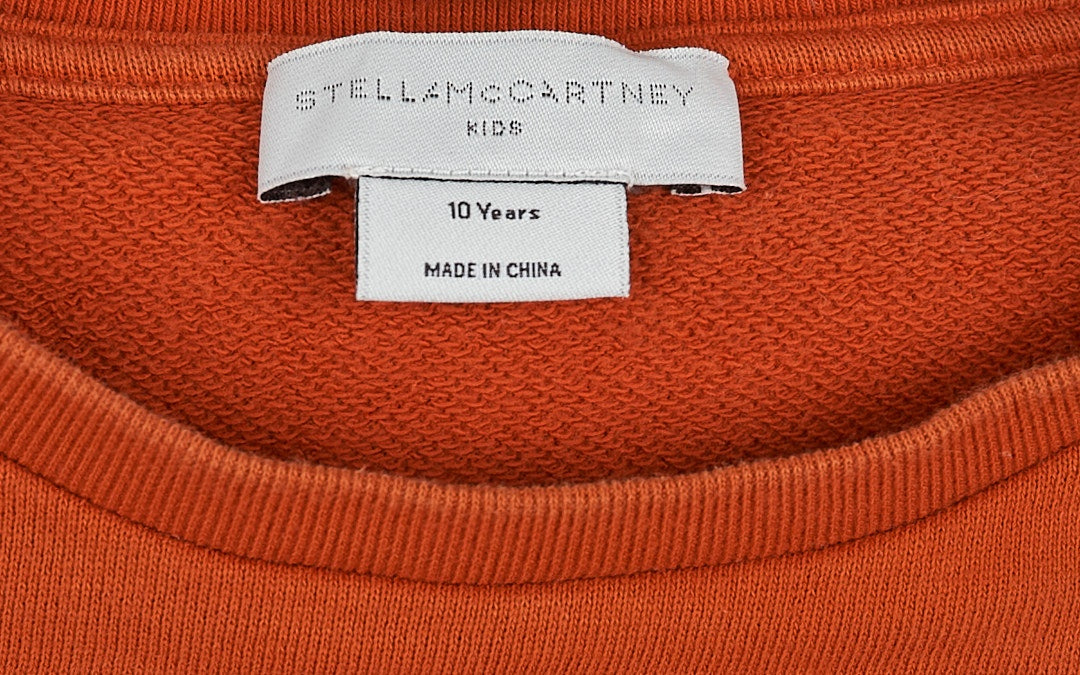 STELLAMcCARTNEY
KIDS
10 Years
MADE IN CHINA